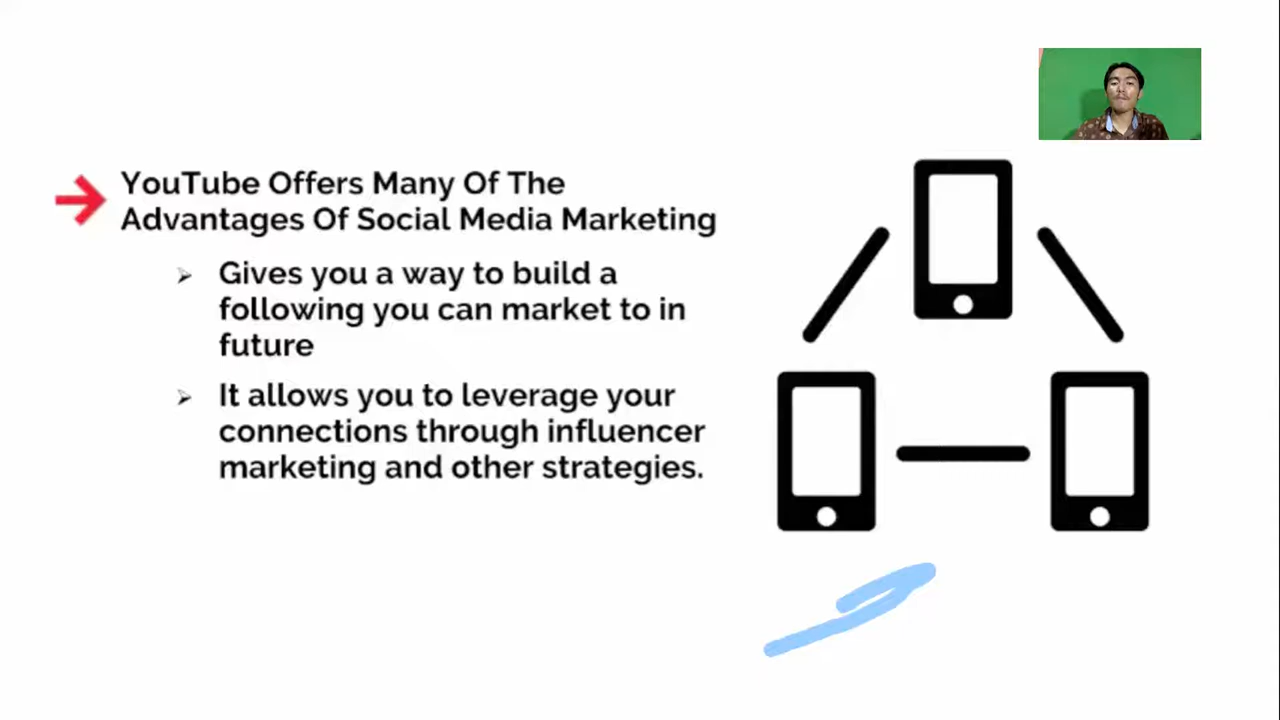 YouTube Offers Many Of The
Advantages Of Social Media Marketing
Gives you a way to build a
following you can market to in
future
It allows you to leverage your
connections through influencer
marketing and other strategies.